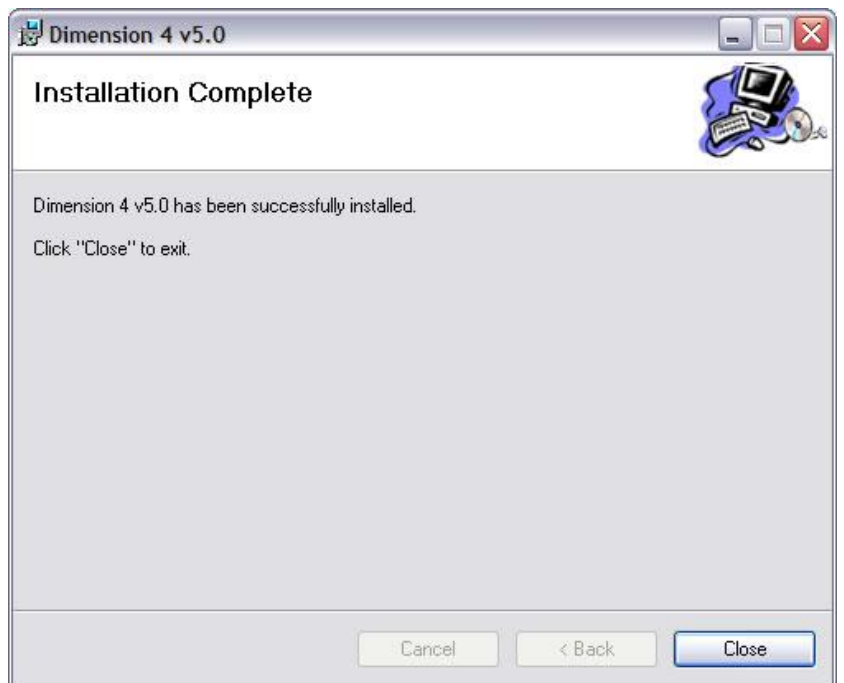 Dimension 4 v5.0
Installation Complete
Dimension 4 v5.0 has been successfully installed.
Click "Close" to exit.
Cancel
< Back
Close